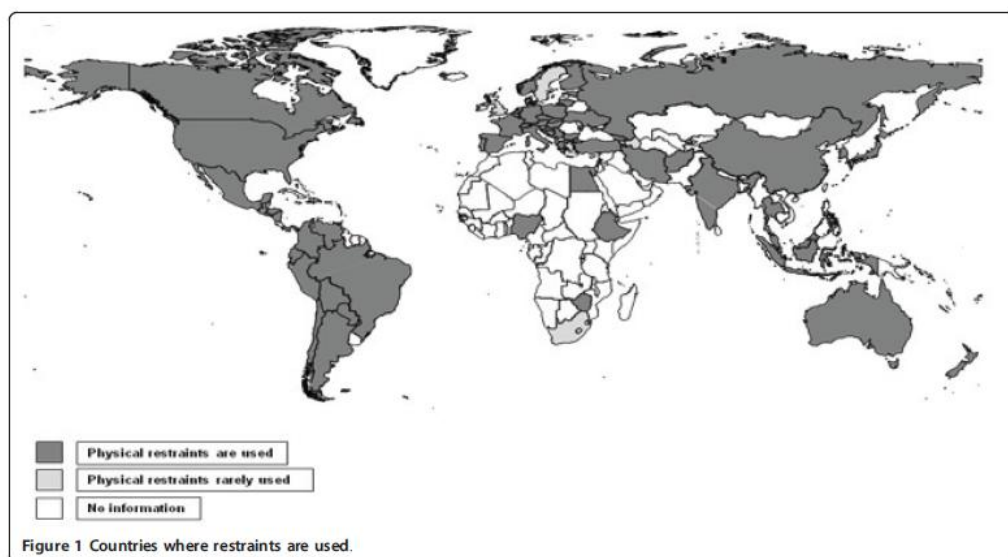 Physical restraints are used
Physical restraints rarely used
No information
Figure 1 Countries where restraints are used.